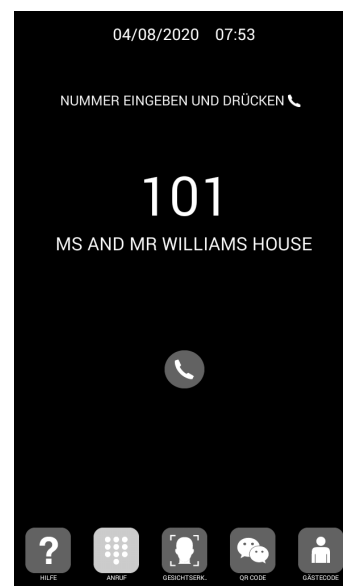 04/08/2020 07:53
NUMMER EINGEBEN UND DRÜCKEN
101
MS AND MR WILLIAMS HOUSE
?
HILFE ANRUF GESICHTSERK.. QR CODE GÄSTECODE